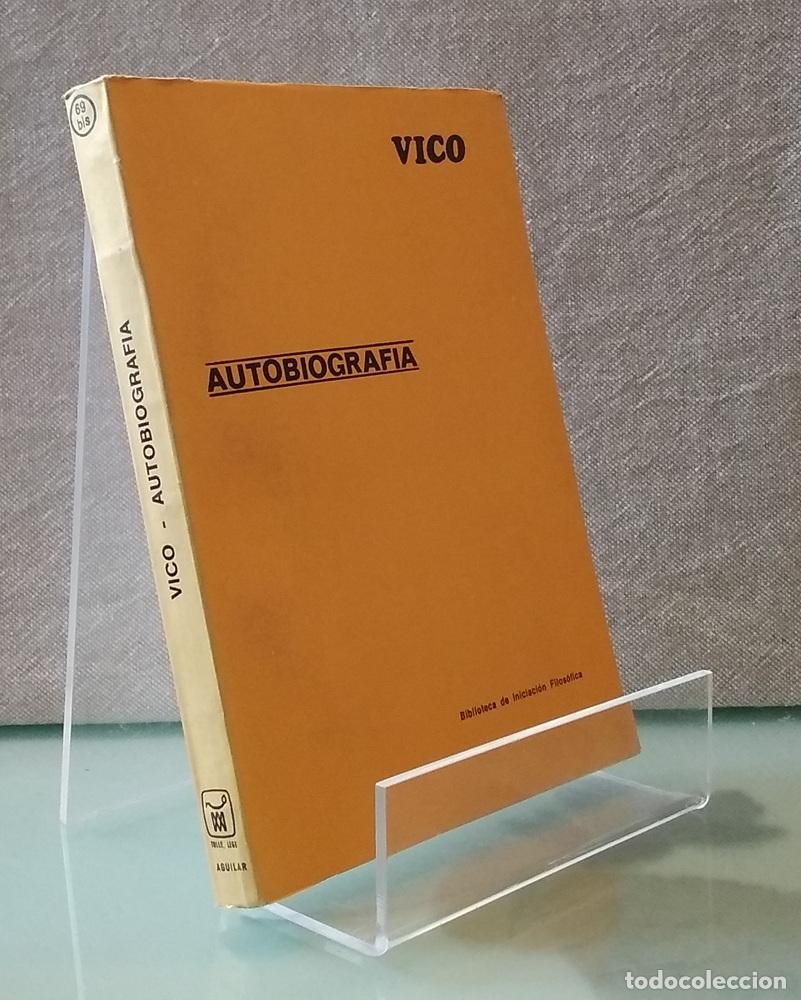 69
bis
VICO - AUTOBIOGRAFIA
TOLLE, LEGE
AGUILAR
VICO
AUTOBIOGRAFIA
Biblioteca de Iniciación Filosófica
todocoleccion